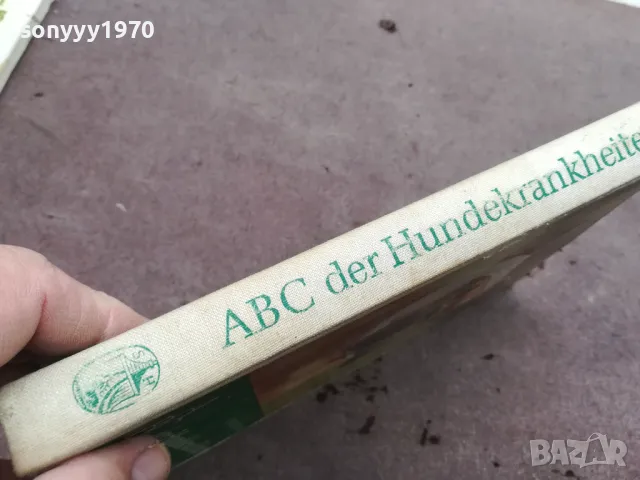 sonyyy1970
ABC der Hundekrankheite
BAZAR